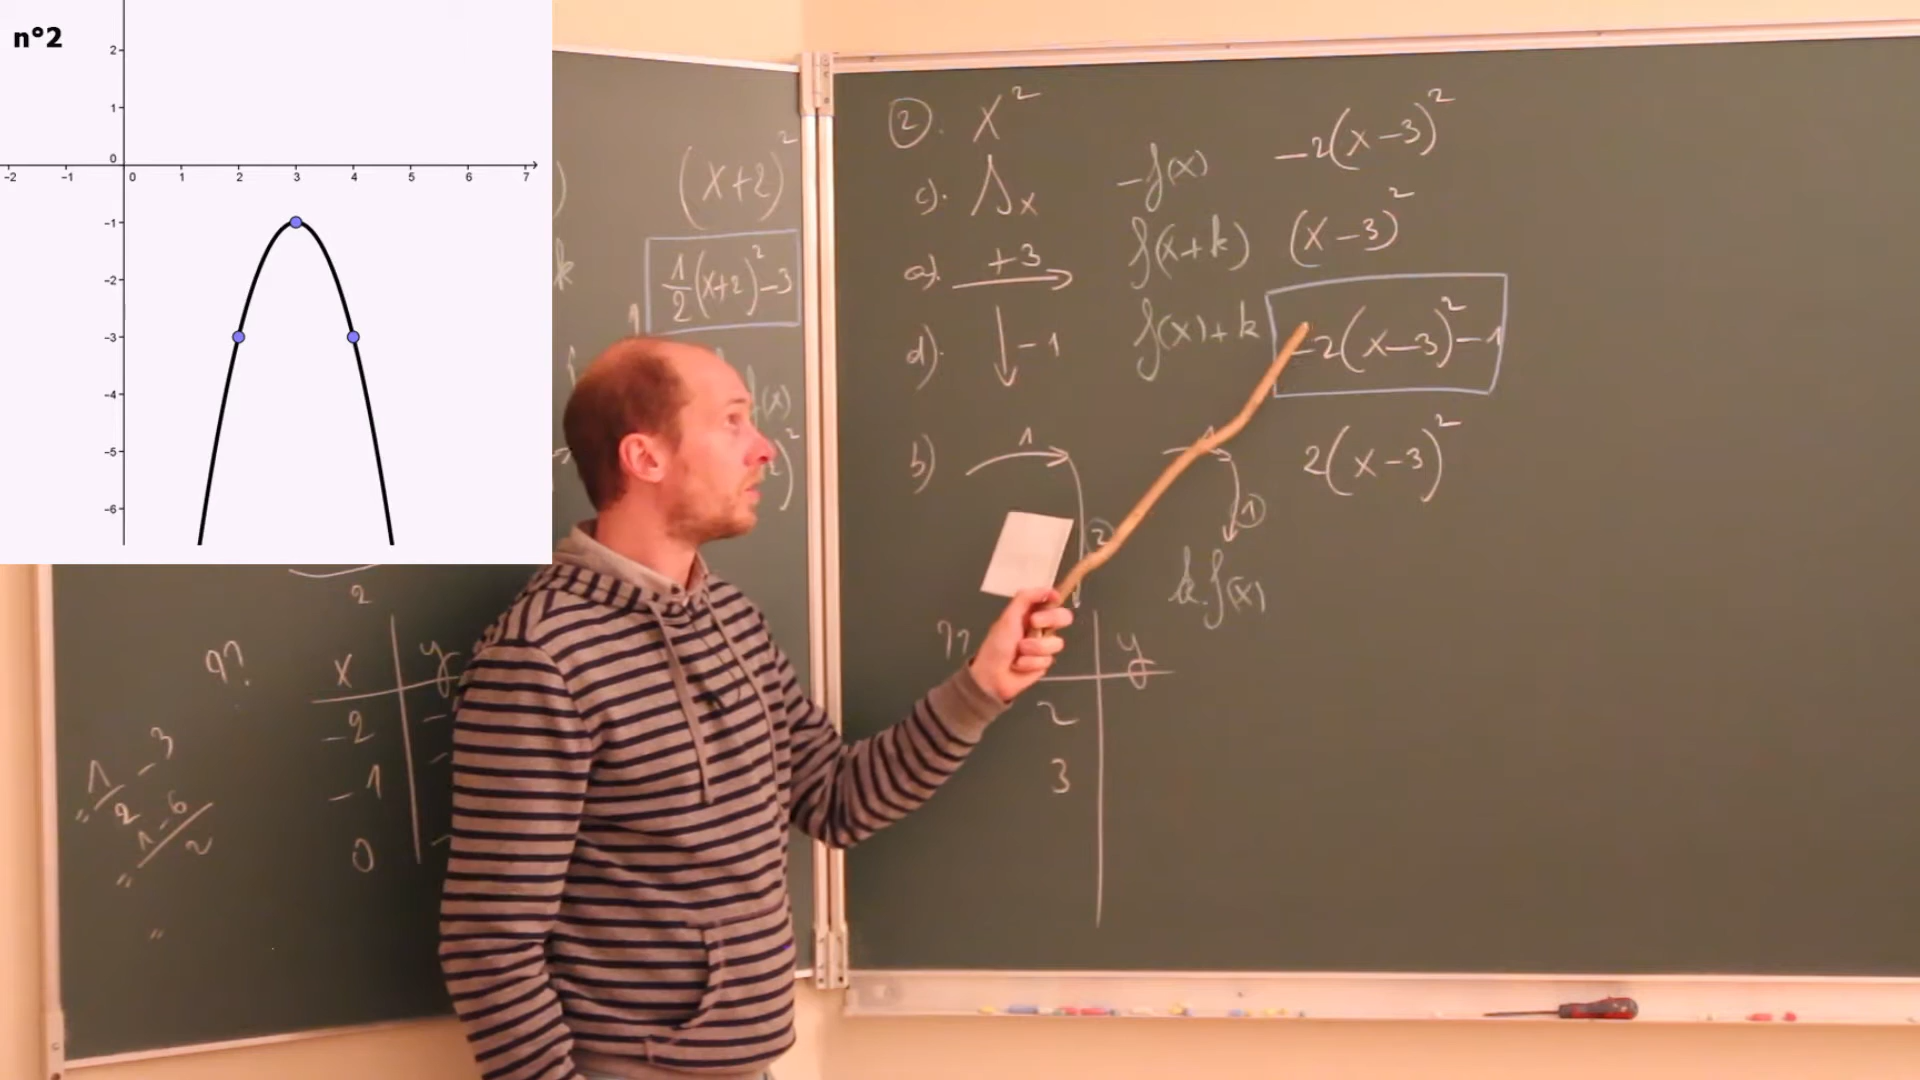 n°2
2
1
0
-2 -1 0 1 2 3 4 5 6 7
-1
-2
-3
-4
-5
-6
(x+2)²
k
1/2(x+2)²-3
f(x)
2
??
x y
-2 -
-1 -
0 -
1/2 -3
1-6/2
②. x²
c). Sx -f(x) -2(x-3)²
a). +3 f(x+k) (x-3)²
d). -1 f(x)+k -2(x-3)²-1
b) 1 1 2(x-3)²
② ①
k.f(x)
??
y
2
3